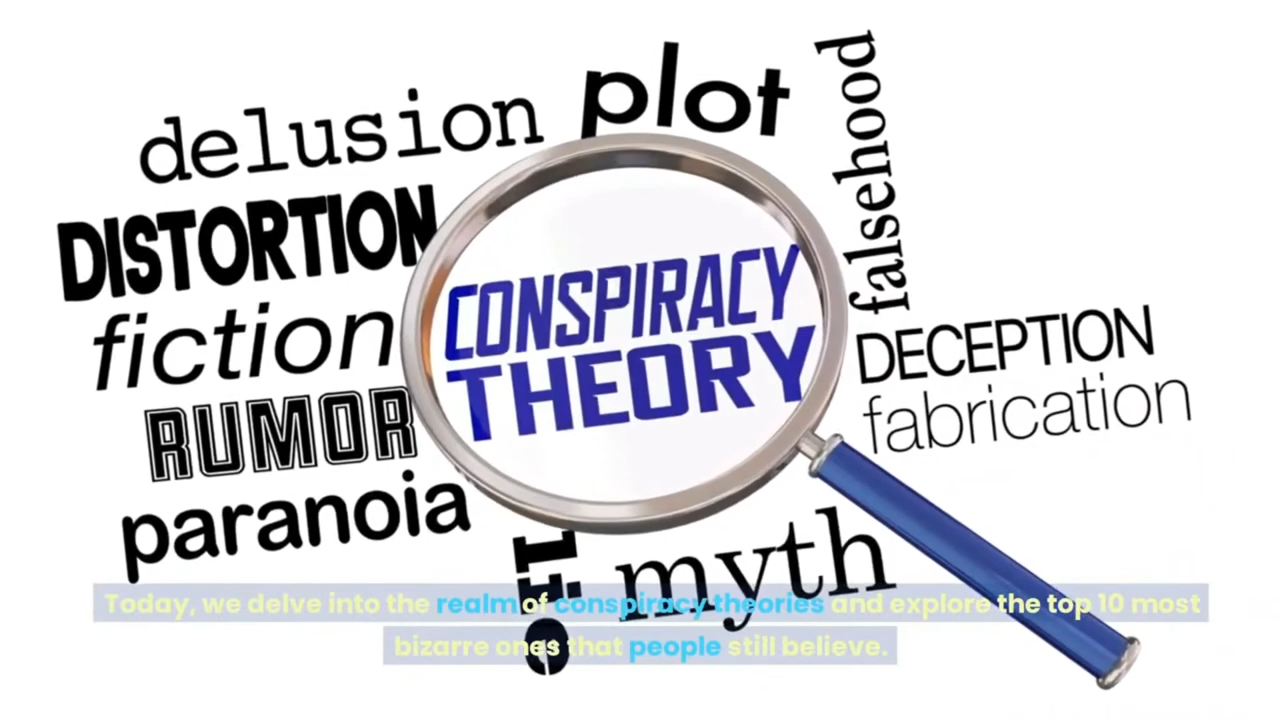 delusion
plot
falsehood
DISTORTION
CONSPIRACY
THEORY
fiction
DECEPTION
fabrication
RUMOR
paranoia
myth
Today, we delve into the realm of conspiracy theories and explore the top 10 most
bizarre ones that people still believe.